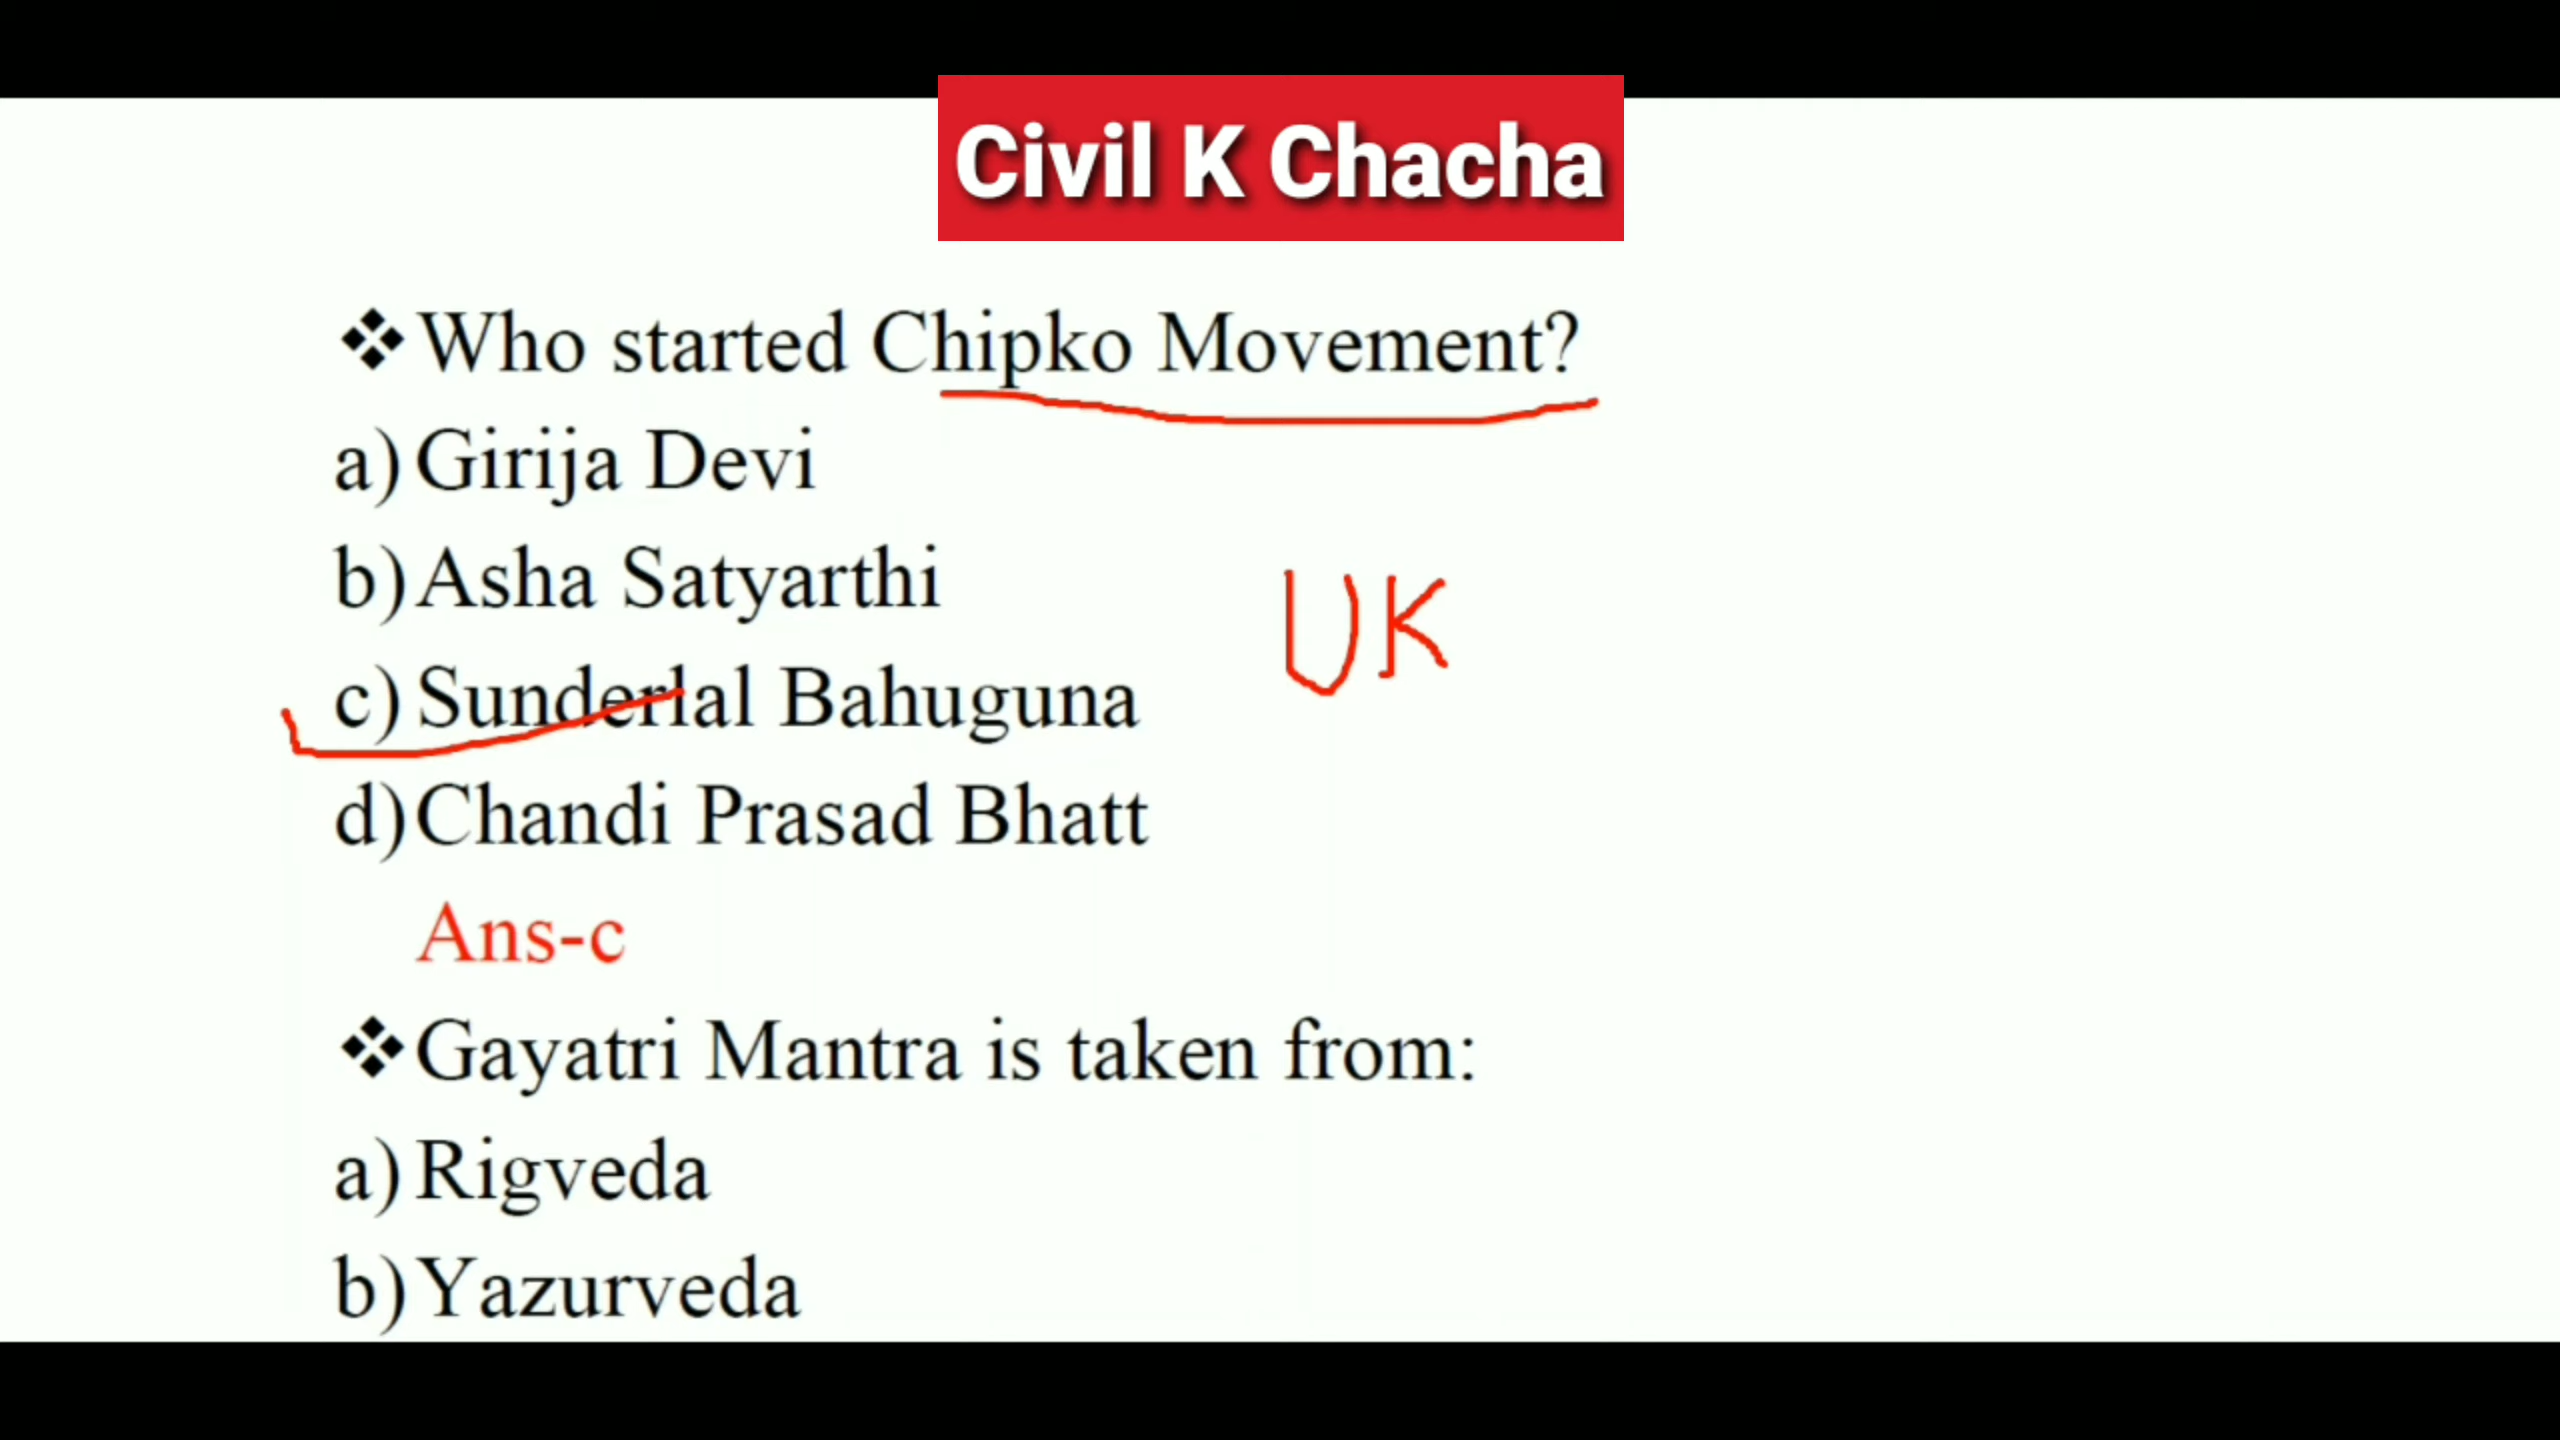 Civil K Chacha
❖ Who started Chipko Movement?
a) Girija Devi
b) Asha Satyarthi
UK
c) Sunderlal Bahuguna
d) Chandi Prasad Bhatt
Ans-c
❖ Gayatri Mantra is taken from:
a) Rigveda
b) Yazurveda